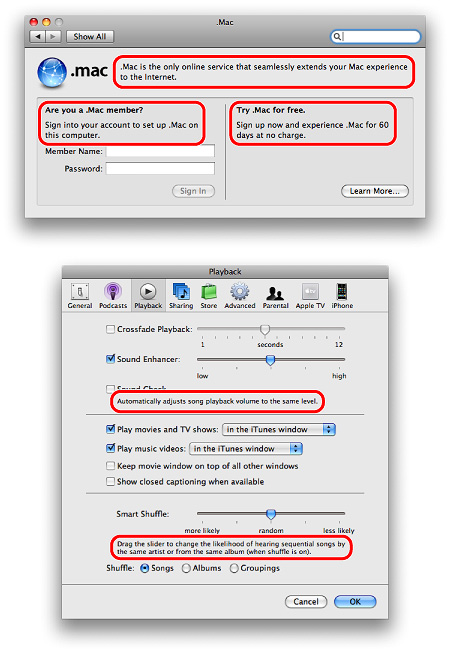 .Mac
Show All
.mac
.Mac is the only online service that seamlessly extends your Mac experience
to the Internet.
Are you a .Mac member?
Sign into your account to set up .Mac on
this computer.
Member Name:
Password:
Sign In
Try .Mac for free.
Sign up now and experience .Mac for 60
days at no charge.
Learn More...
Playback
General Podcasts Playback Sharing Store Advanced Parental Apple TV iPhone
Crossfade Playback:
1 seconds 12
Sound Enhancer:
low high
Sound Check
Automatically adjusts song playback volume to the same level.
Play movies and TV shows: in the iTunes window
Play music videos: in the iTunes window
Keep movie window on top of all other windows
Show closed captioning when available
Smart Shuffle:
more likely random less likely
Drag the slider to change the likelihood of hearing sequential songs by
the same artist or from the same album (when shuffle is on).
Shuffle: Songs Albums Groupings
Cancel OK